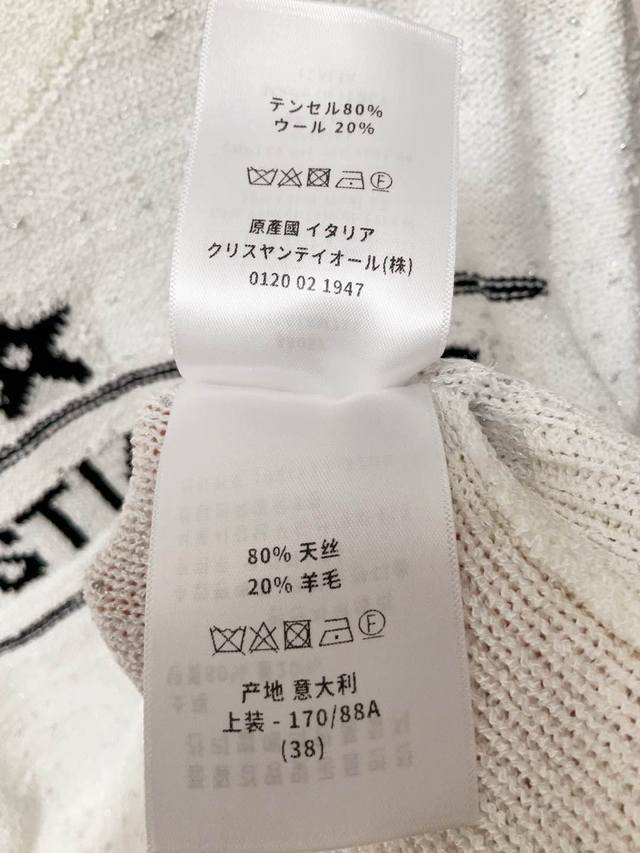 テンセル80%
ウール 20%
F
原產國 イタリア
クリスヤンテイオール(株)
0120 02 1947
STI
80% 天丝
20% 羊毛
F
产地 意大利
上装 - 170/88A
(38)